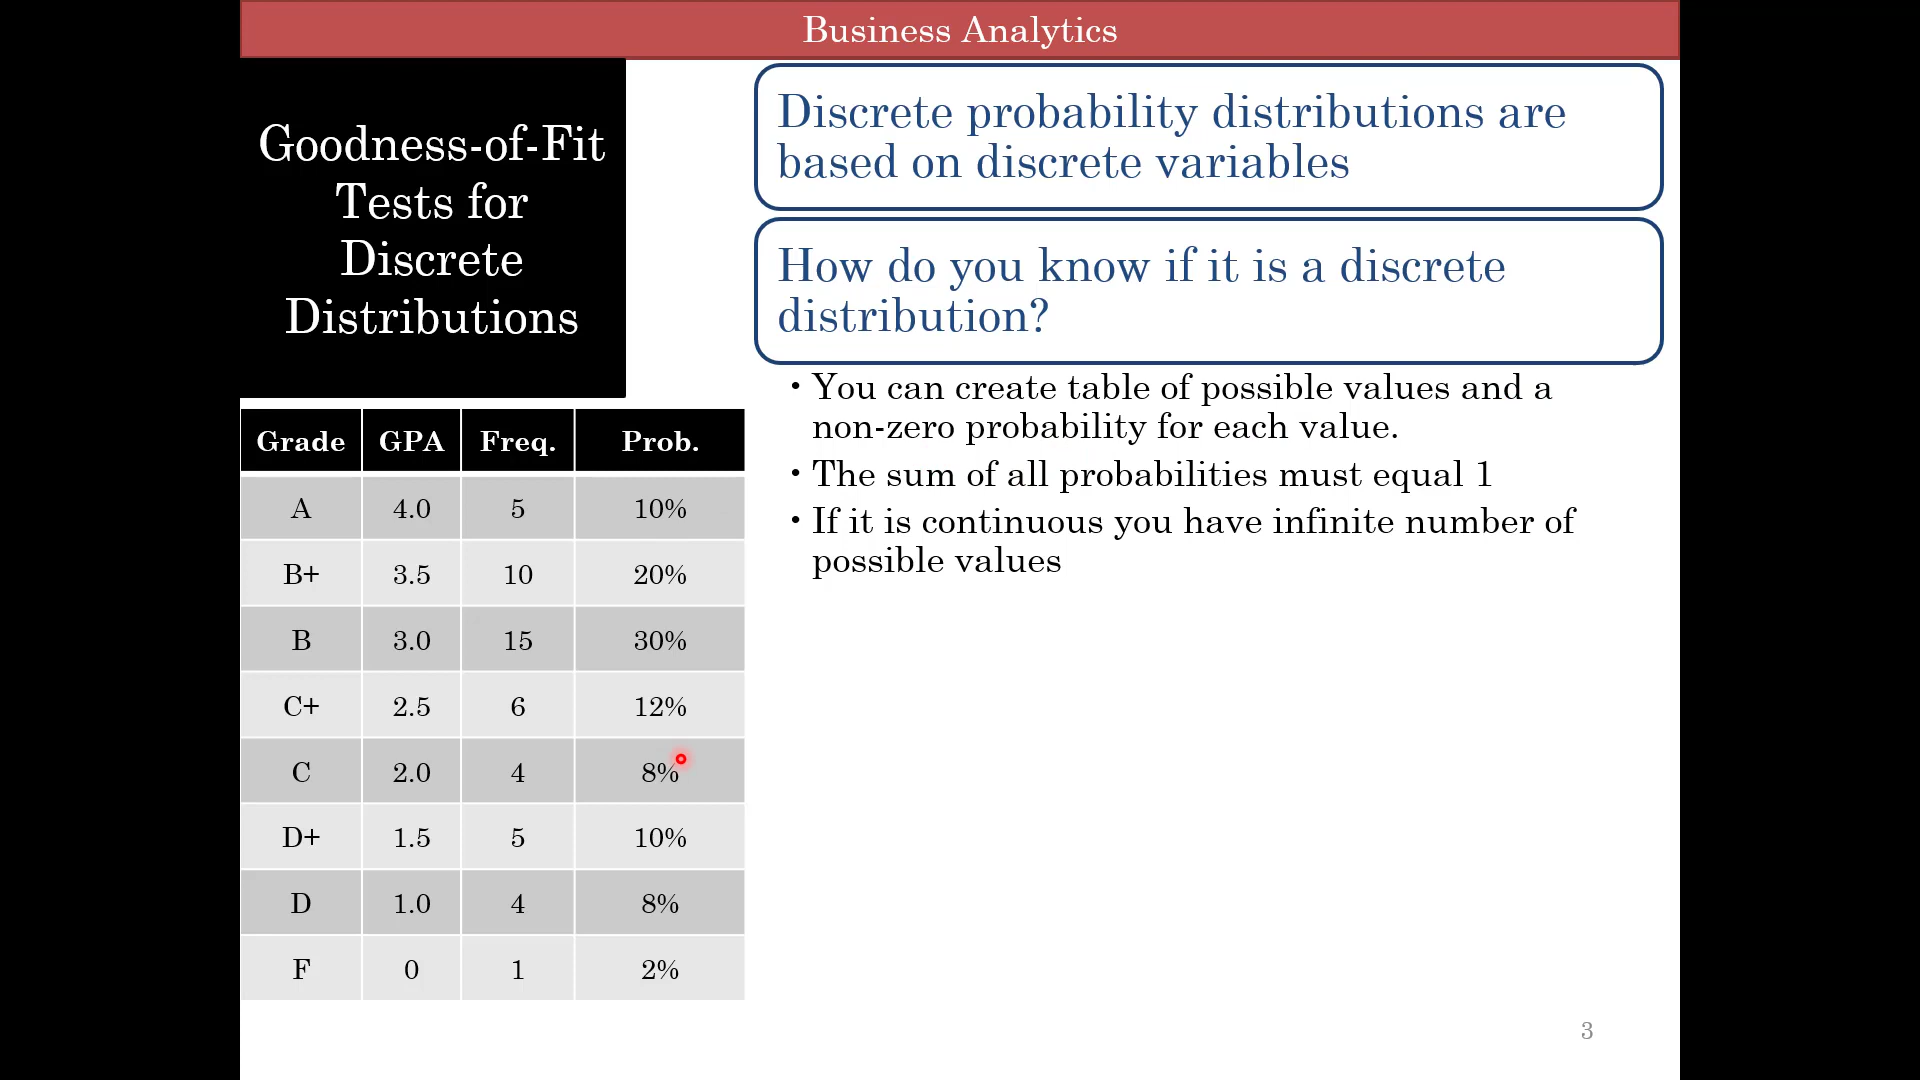 Business Analytics
Goodness-of-Fit
Tests for
Discrete
Distributions
Discrete probability distributions are
based on discrete variables
How do you know if it is a discrete
distribution?
• You can create table of possible values and a
non-zero probability for each value.
• The sum of all probabilities must equal 1
• If it is continuous you have infinite number of
possible values
Grade GPA Freq. Prob.
A 4.0 5 10%
B+ 3.5 10 20%
B 3.0 15 30%
C+ 2.5 6 12%
C 2.0 4 8%
D+ 1.5 5 10%
D 1.0 4 8%
F 0 1 2%
3